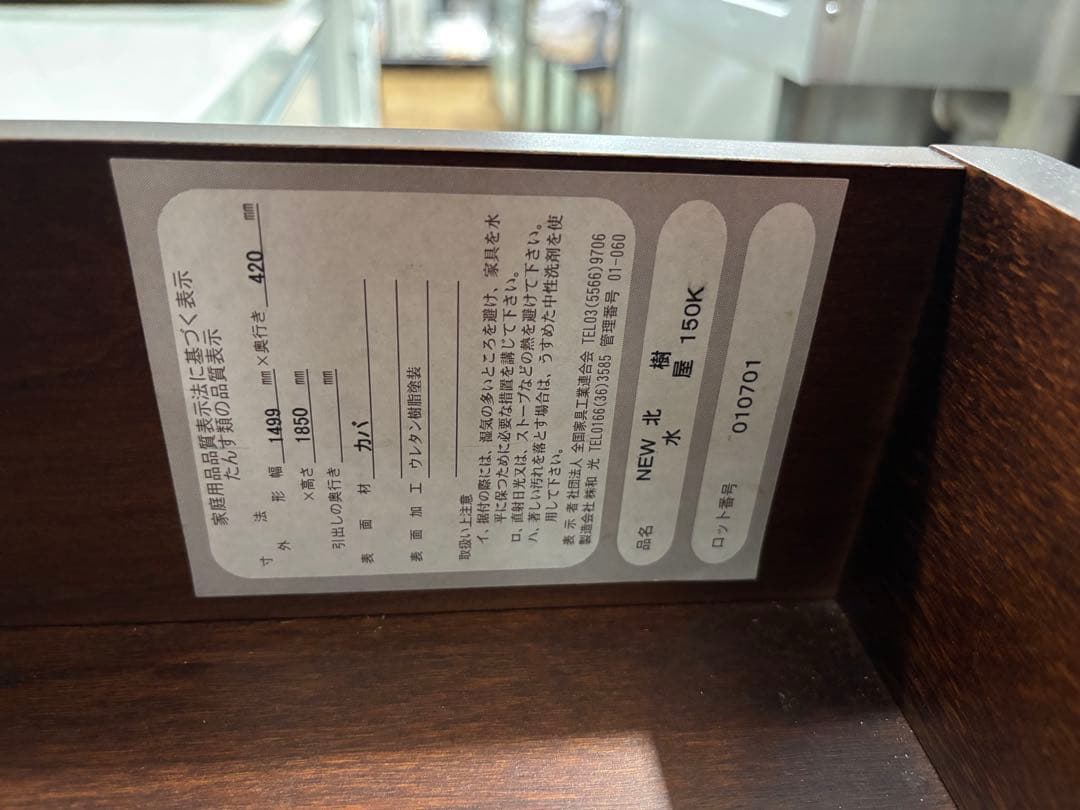 家庭用品品質表示法に基づく表示
たんす類の品質表示
寸 法
外 形 幅 1499 mm×奥行き 420 mm
×高さ 1850 mm
引出しの奥行き mm
表 面 材 カバ
表 面 加 工 ウレタン樹脂塗装
取扱い上注意
イ、据付の際には、湿気の多いところを避け、家具を水
平に保つために必要な措置を講じて下さい。
ロ、直射日光又は、ストーブなどの熱を避けて下さい。
ハ、著しい汚れを落とす場合は、うすめた中性洗剤を使
用して下さい。
表 示 者 社団法人 全国家具工業連合会 TEL03(5566)9706
製造会社 ㈱和 光 TEL0166(36)3585 管理番号 01-060
品名 NEW 北 樹
水 屋 150K
ロット番号 010701